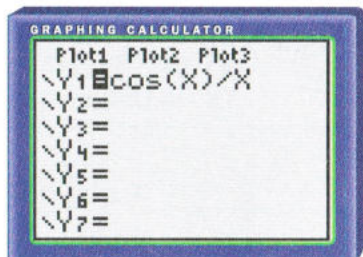 GRAPHING CALCULATOR
Plot1 Plot2 Plot3
\Y1=cos(X)/X
\Y2=
\Y3=
\Y4=
\Y5=
\Y6=
\Y7=